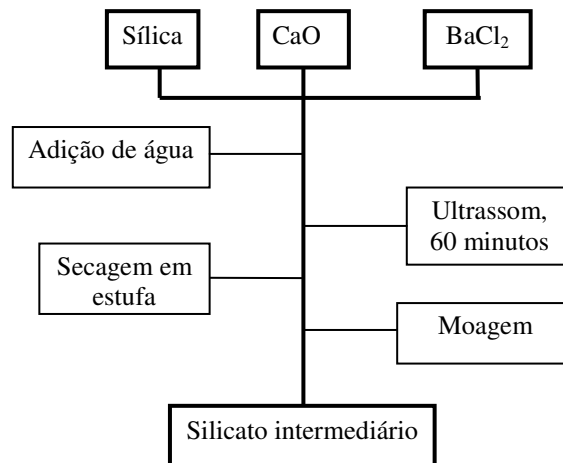 Sílica
CaO
BaCl₂
Adição de água
Ultrassom,
60 minutos
Secagem em
estufa
Moagem
Silicato intermediário